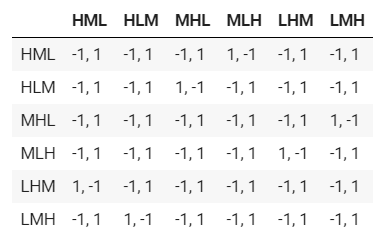 HML HLM MHL MLH LHM LMH
HML -1, 1 -1, 1 -1, 1 1, -1 -1, 1 -1, 1
HLM -1, 1 -1, 1 1, -1 -1, 1 -1, 1 -1, 1
MHL -1, 1 -1, 1 -1, 1 -1, 1 -1, 1 1, -1
MLH -1, 1 -1, 1 -1, 1 -1, 1 1, -1 -1, 1
LHM 1, -1 -1, 1 -1, 1 -1, 1 -1, 1 -1, 1
LMH -1, 1 1, -1 -1, 1 -1, 1 -1, 1 -1, 1